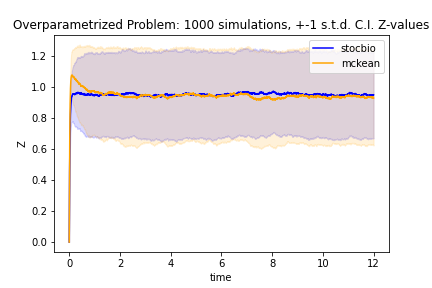 Overparametrized Problem: 1000 simulations, +-1 s.t.d. C.I. Z-values
stocbio
mckean
1.2
1.0
0.8
0.6
0.4
0.2
0.0
Z
0 2 4 6 8 10 12
time